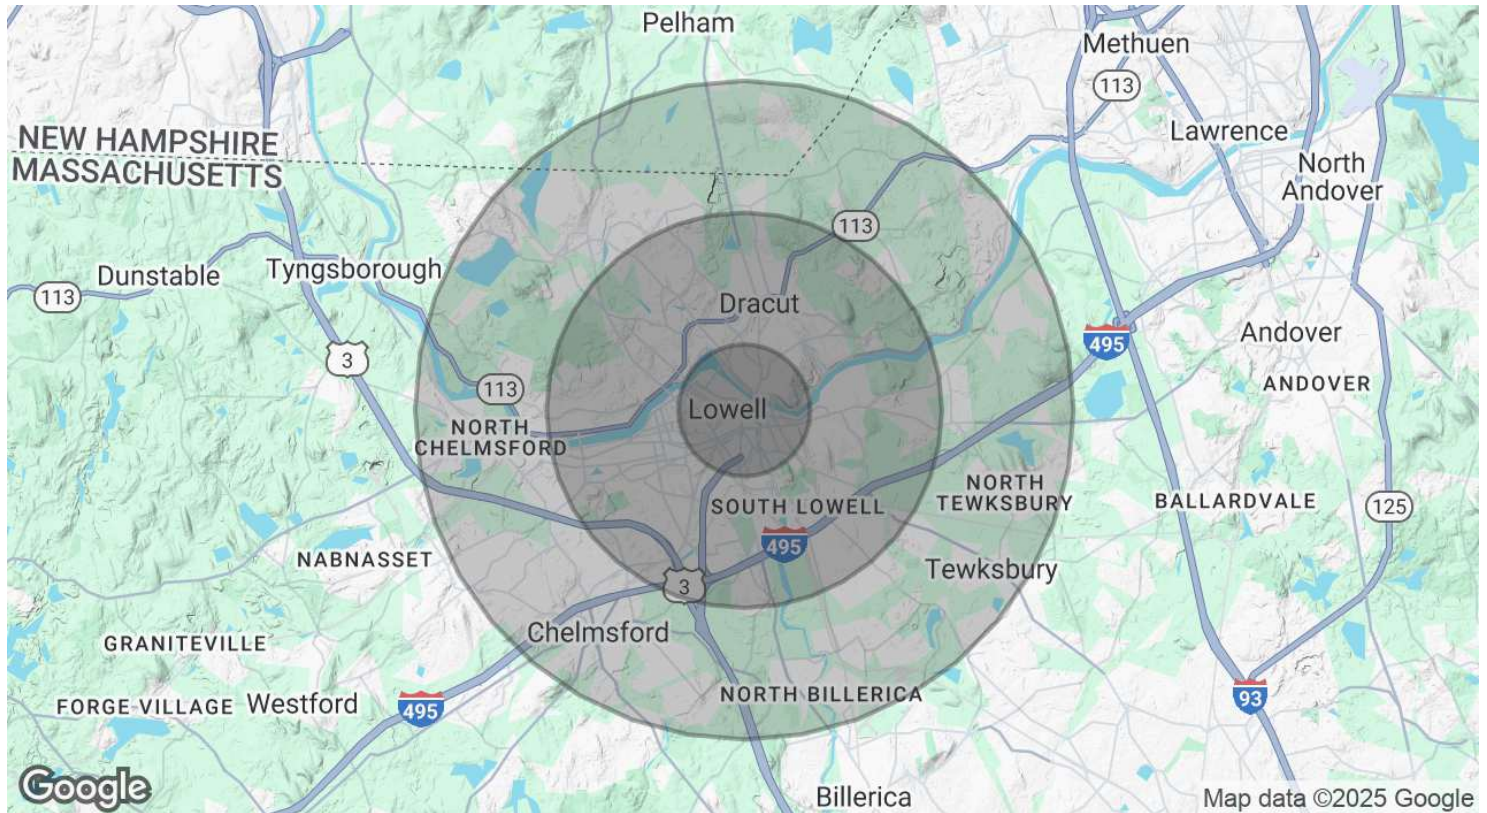 Pelham
Methuen
113
Lawrence
NEW HAMPSHIRE
MASSACHUSETTS
North
Andover
113
Dunstable
Tyngsborough
113
Dracut
3
495
Andover
113
ANDOVER
Lowell
NORTH
CHELMSFORD
NORTH
TEWKSBURY
BALLARDVALE
125
SOUTH LOWELL
495
NABNASSET
Tewksbury
3
Chelmsford
GRANITEVILLE
FORGE VILLAGE
Westford
495
NORTH BILLERICA
93
Google
Billerica
Map data ©2025 Google